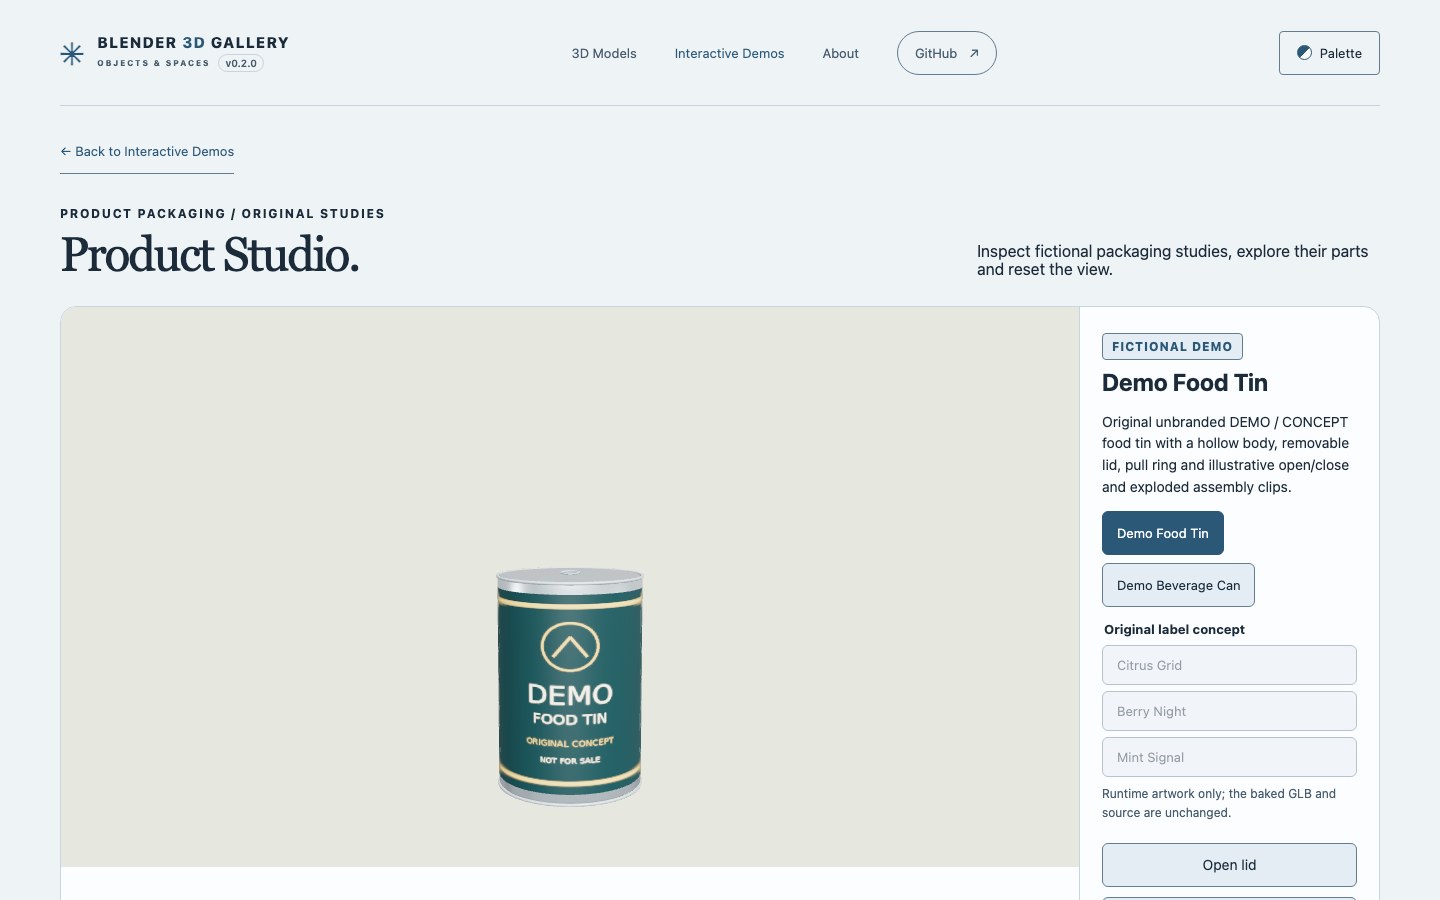 BLENDER 3D GALLERY
OBJECTS & SPACES v0.2.0
3D Models
Interactive Demos
About
GitHub ↗
Palette
← Back to Interactive Demos
PRODUCT PACKAGING / ORIGINAL STUDIES
Product Studio.
Inspect fictional packaging studies, explore their parts
and reset the view.
DEMO
FOOD TIN
ORIGINAL CONCEPT
NOT FOR SALE
FICTIONAL DEMO
Demo Food Tin
Original unbranded DEMO / CONCEPT
food tin with a hollow body, removable
lid, pull ring and illustrative open/close
and exploded assembly clips.
Demo Food Tin
Demo Beverage Can
Original label concept
Citrus Grid
Berry Night
Mint Signal
Runtime artwork only; the baked GLB and
source are unchanged.
Open lid